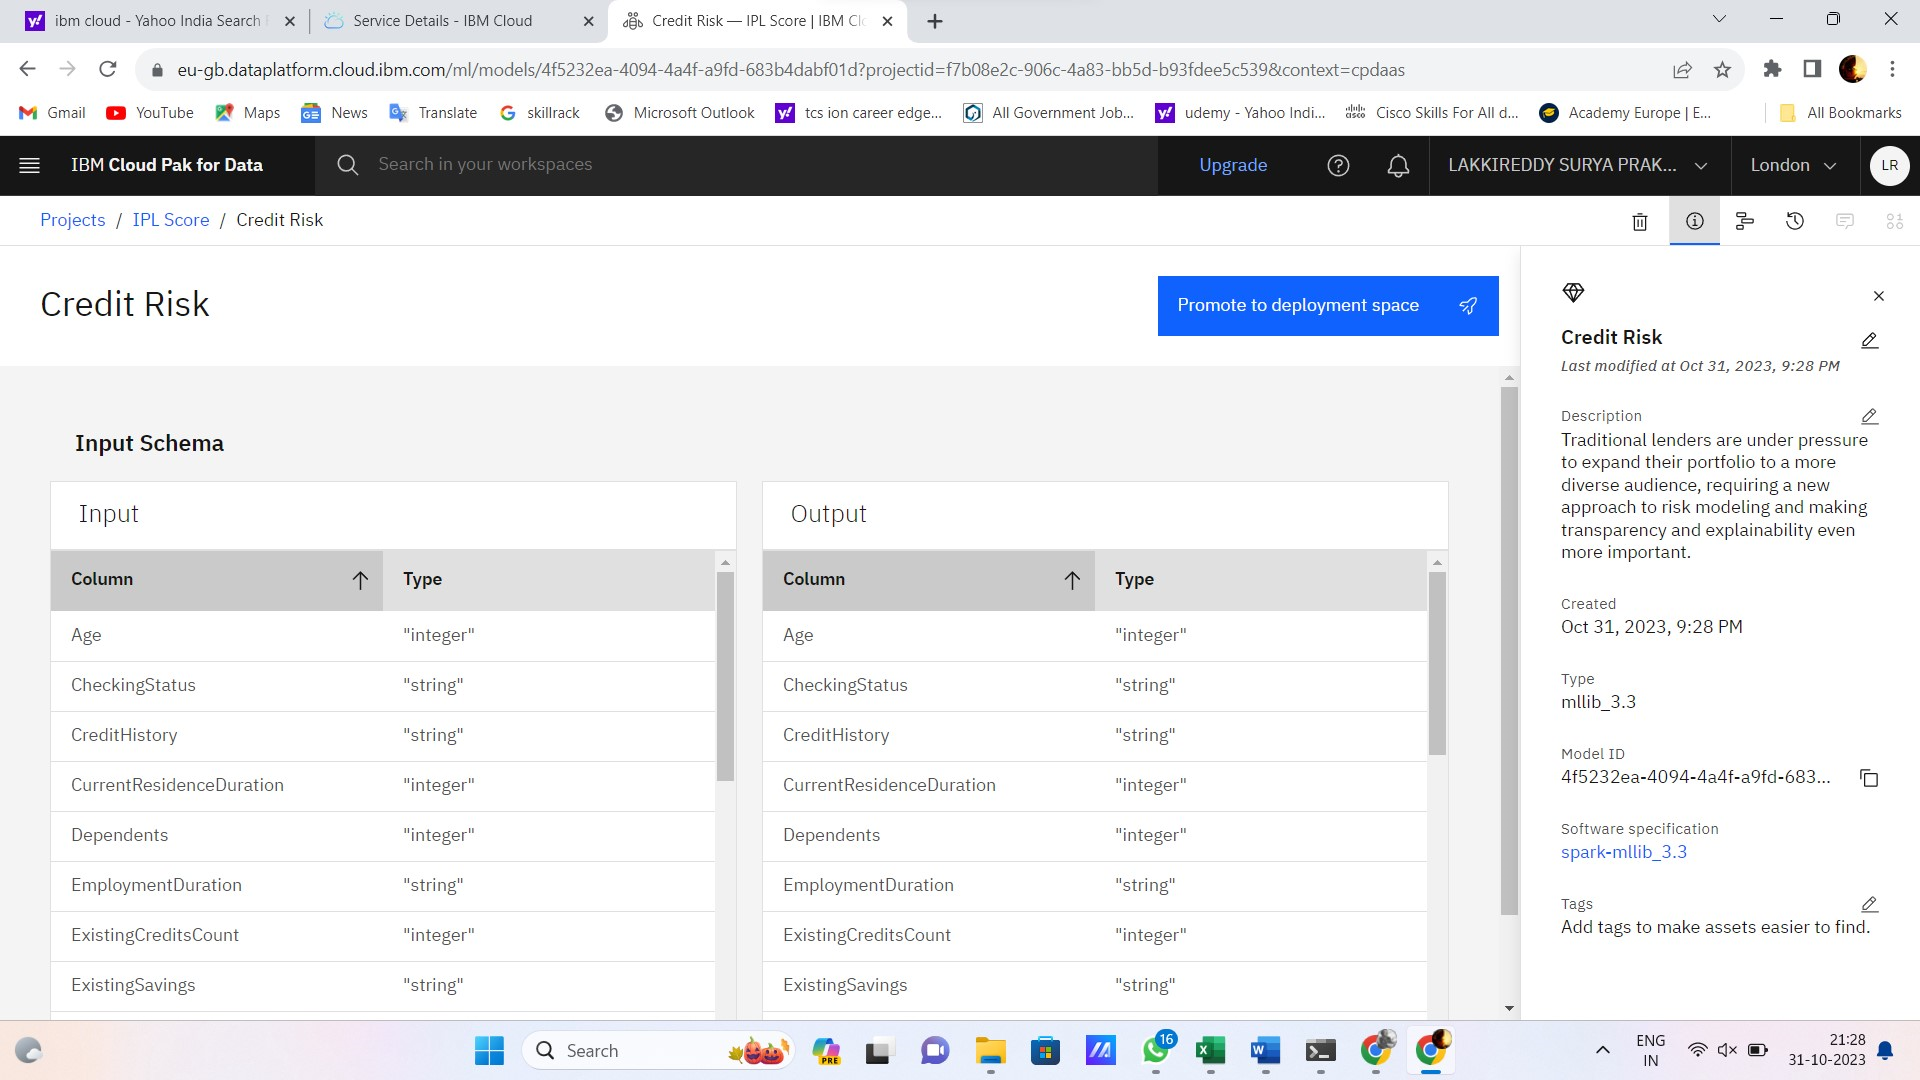 ibm cloud - Yahoo India Search
Service Details - IBM Cloud
Credit Risk — IPL Score | IBM Clo
eu-gb.dataplatform.cloud.ibm.com/ml/models/4f5232ea-4094-4a4f-a9fd-683b4dabf01d?projectid=f7b08e2c-906c-4a83-bb5d-b93fdee5c539&context=cpdaas
Gmail
YouTube
Maps
News
Translate
skillrack
Microsoft Outlook
tcs ion career edge...
All Government Job...
udemy - Yahoo Indi...
Cisco Skills For All d...
Academy Europe | E...
All Bookmarks
IBM Cloud Pak for Data
Search in your workspaces
Upgrade
LAKKIREDDY SURYA PRAK...
London
LR
Projects / IPL Score / Credit Risk
Credit Risk
Promote to deployment space
Input Schema
Input
Column Type
Age "integer"
CheckingStatus "string"
CreditHistory "string"
CurrentResidenceDuration "integer"
Dependents "integer"
EmploymentDuration "string"
ExistingCreditsCount "integer"
ExistingSavings "string"
Output
Column Type
Age "integer"
CheckingStatus "string"
CreditHistory "string"
CurrentResidenceDuration "integer"
Dependents "integer"
EmploymentDuration "string"
ExistingCreditsCount "integer"
ExistingSavings "string"
Credit Risk
Last modified at Oct 31, 2023, 9:28 PM
Description
Traditional lenders are under pressure
to expand their portfolio to a more
diverse audience, requiring a new
approach to risk modeling and making
transparency and explainability even
more important.
Created
Oct 31, 2023, 9:28 PM
Type
mllib_3.3
Model ID
4f5232ea-4094-4a4f-a9fd-683...
Software specification
spark-mllib_3.3
Tags
Add tags to make assets easier to find.
Search
PRE
16
ENG
IN
21:28
31-10-2023